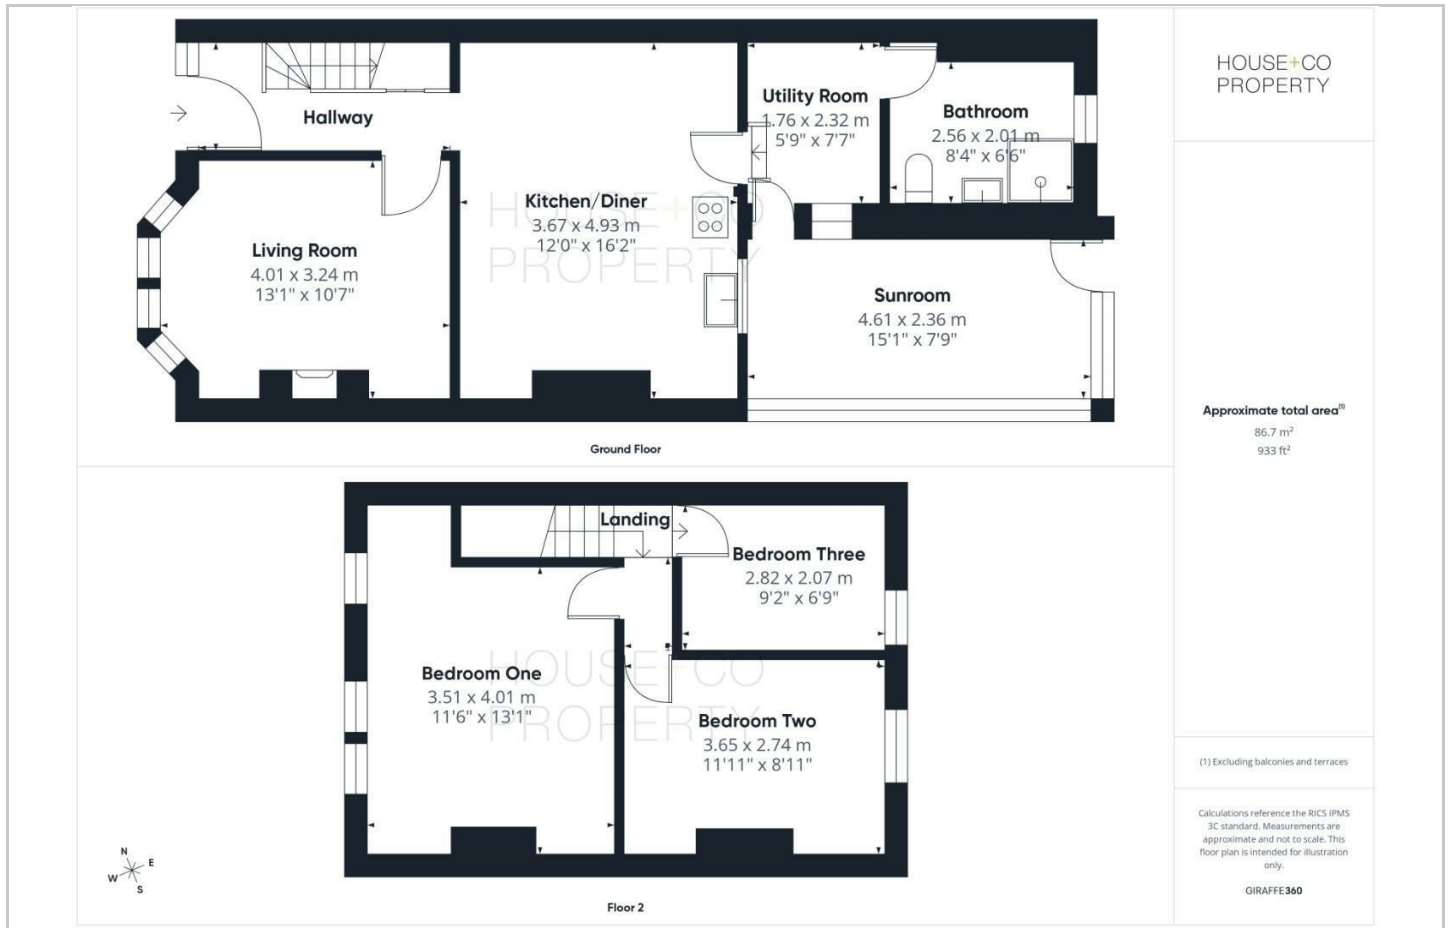 Hallway
Living Room
4.01 x 3.24 m
13'1" x 10'7"
Kitchen/Diner
3.67 x 4.93 m
12'0" x 16'2"
Utility Room
1.76 x 2.32 m
5'9" x 7'7"
Bathroom
2.56 x 2.01 m
8'4" x 6'6"
Sunroom
4.61 x 2.36 m
15'1" x 7'9"
HOUSE+CO
PROPERTY
Ground Floor
Landing
Bedroom Three
2.82 x 2.07 m
9'2" x 6'9"
Bedroom One
3.51 x 4.01 m
11'6" x 13'1"
Bedroom Two
3.65 x 2.74 m
11'11" x 8'11"
HOUSE+CO
PROPERTY
N
E
W
S
Floor 2
HOUSE+CO
PROPERTY
Approximate total area(1)
86.7 m²
933 ft²
(1) Excluding balconies and terraces
Calculations reference the RICS IPMS
3C standard. Measurements are
approximate and not to scale. This
floor plan is intended for illustration
only.
GIRAFFE360